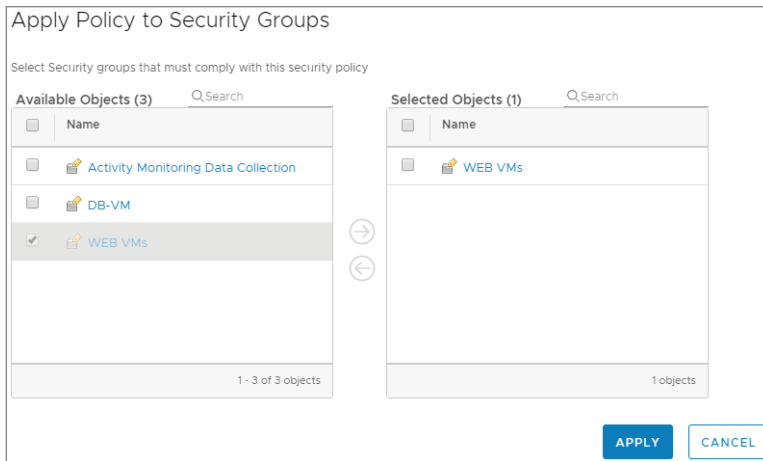 Apply Policy to Security Groups
Select Security groups that must comply with this security policy
Available Objects (3) Search
Name
Activity Monitoring Data Collection
DB-VM
WEB VMs
1 - 3 of 3 objects
Selected Objects (1) Search
Name
WEB VMs
1 objects
APPLY CANCEL